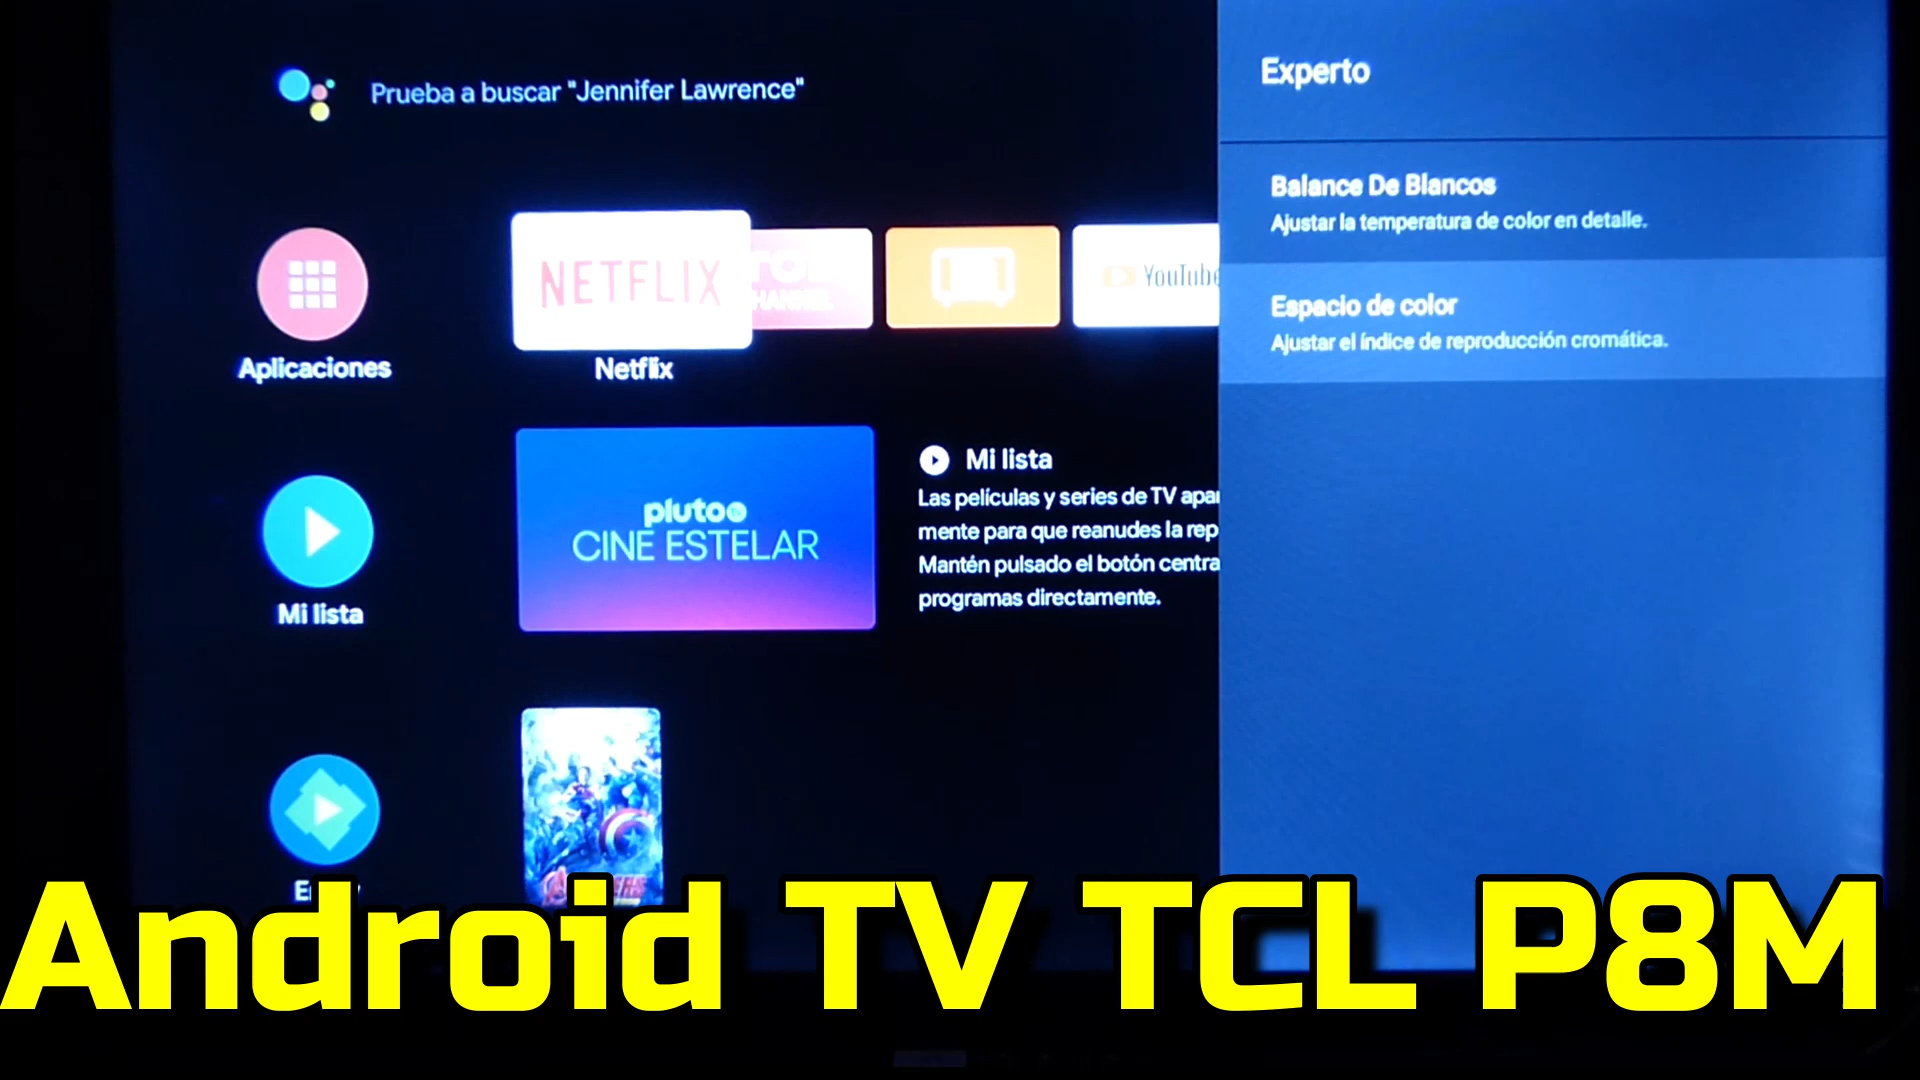 Prueba a buscar "Jennifer Lawrence"
Experto
Balance De Blancos
Ajustar la temperatura de color en detalle.
Espacio de color
Ajustar el índice de reproducción cromática.
NETFLIX
YouTube
Aplicaciones
Netflix
pluto
CINE ESTELAR
Mi lista
Las películas y series de TV
mente para que reanudes la
Mantén pulsado el botón
programas directamente.
Mi lista
Android TV TCL P8M